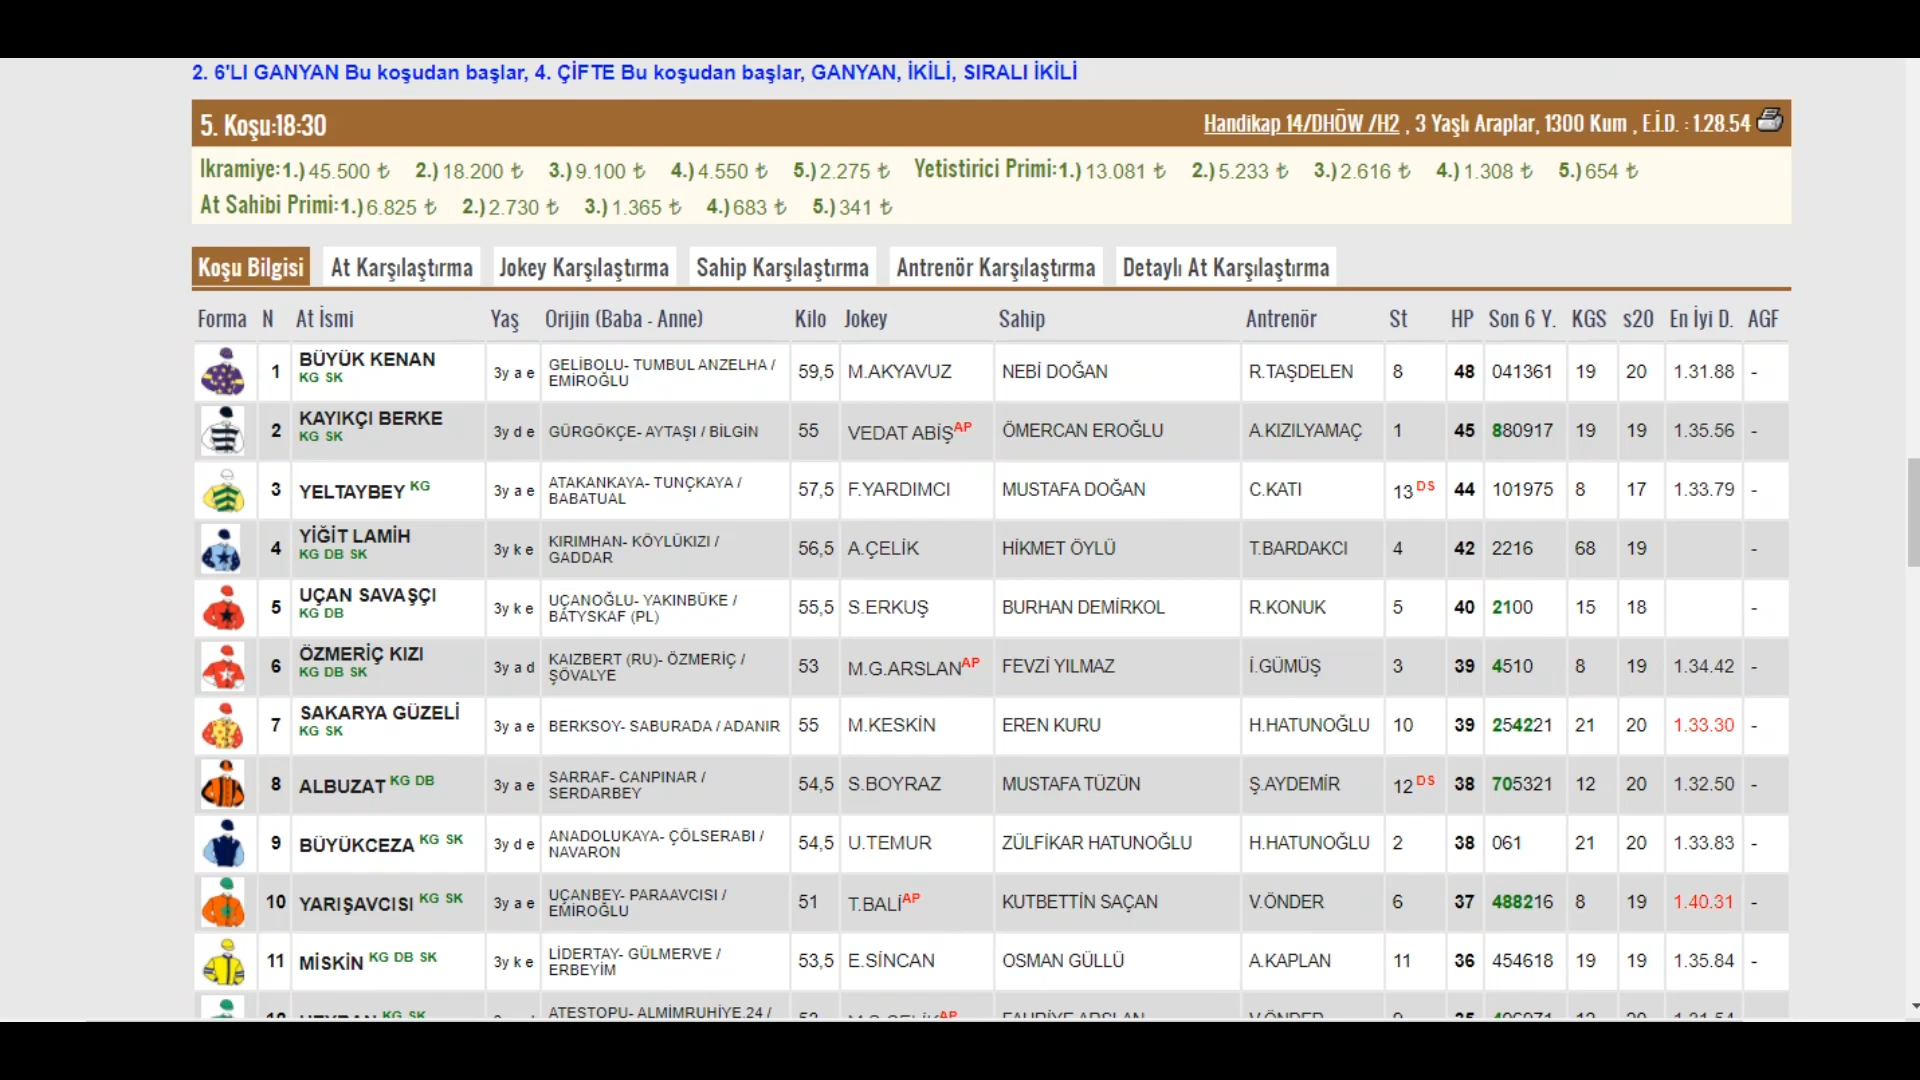 2. 6'LI GANYAN Bu koşudan başlar, 4. ÇİFTE Bu koşudan başlar, GANYAN, İKİLİ, SIRALI İKİLİ
5. Koşu:18:30 Handikap 14/DHÖW /H2 , 3 Yaşlı Araplar, 1300 Kum , E.İ.D. : 1.28.54
Ikramiye:1.) 45.500 ₺ 2.) 18.200 ₺ 3.) 9.100 ₺ 4.) 4.550 ₺ 5.) 2.275 ₺ Yetistirici Primi:1.) 13.081 ₺ 2.) 5.233 ₺ 3.) 2.616 ₺ 4.) 1.308 ₺ 5.) 654 ₺
At Sahibi Primi:1.) 6.825 ₺ 2.) 2.730 ₺ 3.) 1.365 ₺ 4.) 683 ₺ 5.) 341 ₺
Koşu Bilgisi At Karşılaştırma Jokey Karşılaştırma Sahip Karşılaştırma Antrenör Karşılaştırma Detaylı At Karşılaştırma
Forma N At İsmi Yaş Orijin (Baba - Anne) Kilo Jokey Sahip Antrenör St HP Son 6 Y. KGS s20 En İyi D. AGF
1 BÜYÜK KENAN KG SK 3y a e GELİBOLU- TUMBUL ANZELHA / EMİROĞLU 59,5 M.AKYAVUZ NEBİ DOĞAN R.TAŞDELEN 8 48 041361 19 20 1.31.88 -
2 KAYIKÇI BERKE KG SK 3y d e GÜRGÖKÇE- AYTAŞI / BİLGİN 55 VEDAT ABİŞ AP ÖMERCAN EROĞLU A.KIZILYAMAÇ 1 45 880917 19 19 1.35.56 -
3 YELTAYBEY KG 3y a e ATAKANKAYA- TUNÇKAYA / BABATUAL 57,5 F.YARDIMCI MUSTAFA DOĞAN C.KATI 13 DS 44 101975 8 17 1.33.79 -
4 YİĞİT LAMİH KG DB SK 3y k e KIRIMHAN- KÖYLÜKIZI / GADDAR 56,5 A.ÇELİK HİKMET ÖYLÜ T.BARDAKCI 4 42 2216 68 19 -
5 UÇAN SAVAŞÇI KG DB 3y k e UÇANOĞLU- YAKINBÜKE / BATYSKAF (PL) 55,5 S.ERKUŞ BURHAN DEMİRKOL R.KONUK 5 40 2100 15 18 -
6 ÖZMERİÇ KIZI KG DB SK 3y a d KAIZBERT (RU)- ÖZMERİÇ / ŞÖVALYE 53 M.G.ARSLAN AP FEVZİ YILMAZ İ.GÜMÜŞ 3 39 4510 8 19 1.34.42 -
7 SAKARYA GÜZELİ KG SK 3y a e BERKSOY- SABURADA / ADANIR 55 M.KESKİN EREN KURU H.HATUNOĞLU 10 39 254221 21 20 1.33.30 -
8 ALBUZAT KG DB 3y a e SARRAF- CANPINAR / SERDARBEY 54,5 S.BOYRAZ MUSTAFA TÜZÜN Ş.AYDEMİR 12 DS 38 705321 12 20 1.32.50 -
9 BÜYÜKCEZA KG SK 3y d e ANADOLUKAYA- ÇÖLSERABI / NAVARON 54,5 U.TEMUR ZÜLFİKAR HATUNOĞLU H.HATUNOĞLU 2 38 061 21 20 1.33.83 -
10 YARIŞAVCISI KG SK 3y a e UÇANBEY- PARAAVCISI / EMİROĞLU 51 T.BALİ AP KUTBETTİN SAÇAN V.ÖNDER 6 37 488216 8 19 1.40.31 -
11 MİSKİN KG DB SK 3y k e LİDERTAY- GÜLMERVE / ERBEYİM 53,5 E.SİNCAN OSMAN GÜLLÜ A.KAPLAN 11 36 454618 19 19 1.35.84 -
KG SK ATESTOPU- ALMİMRUHİYE.24 / AP